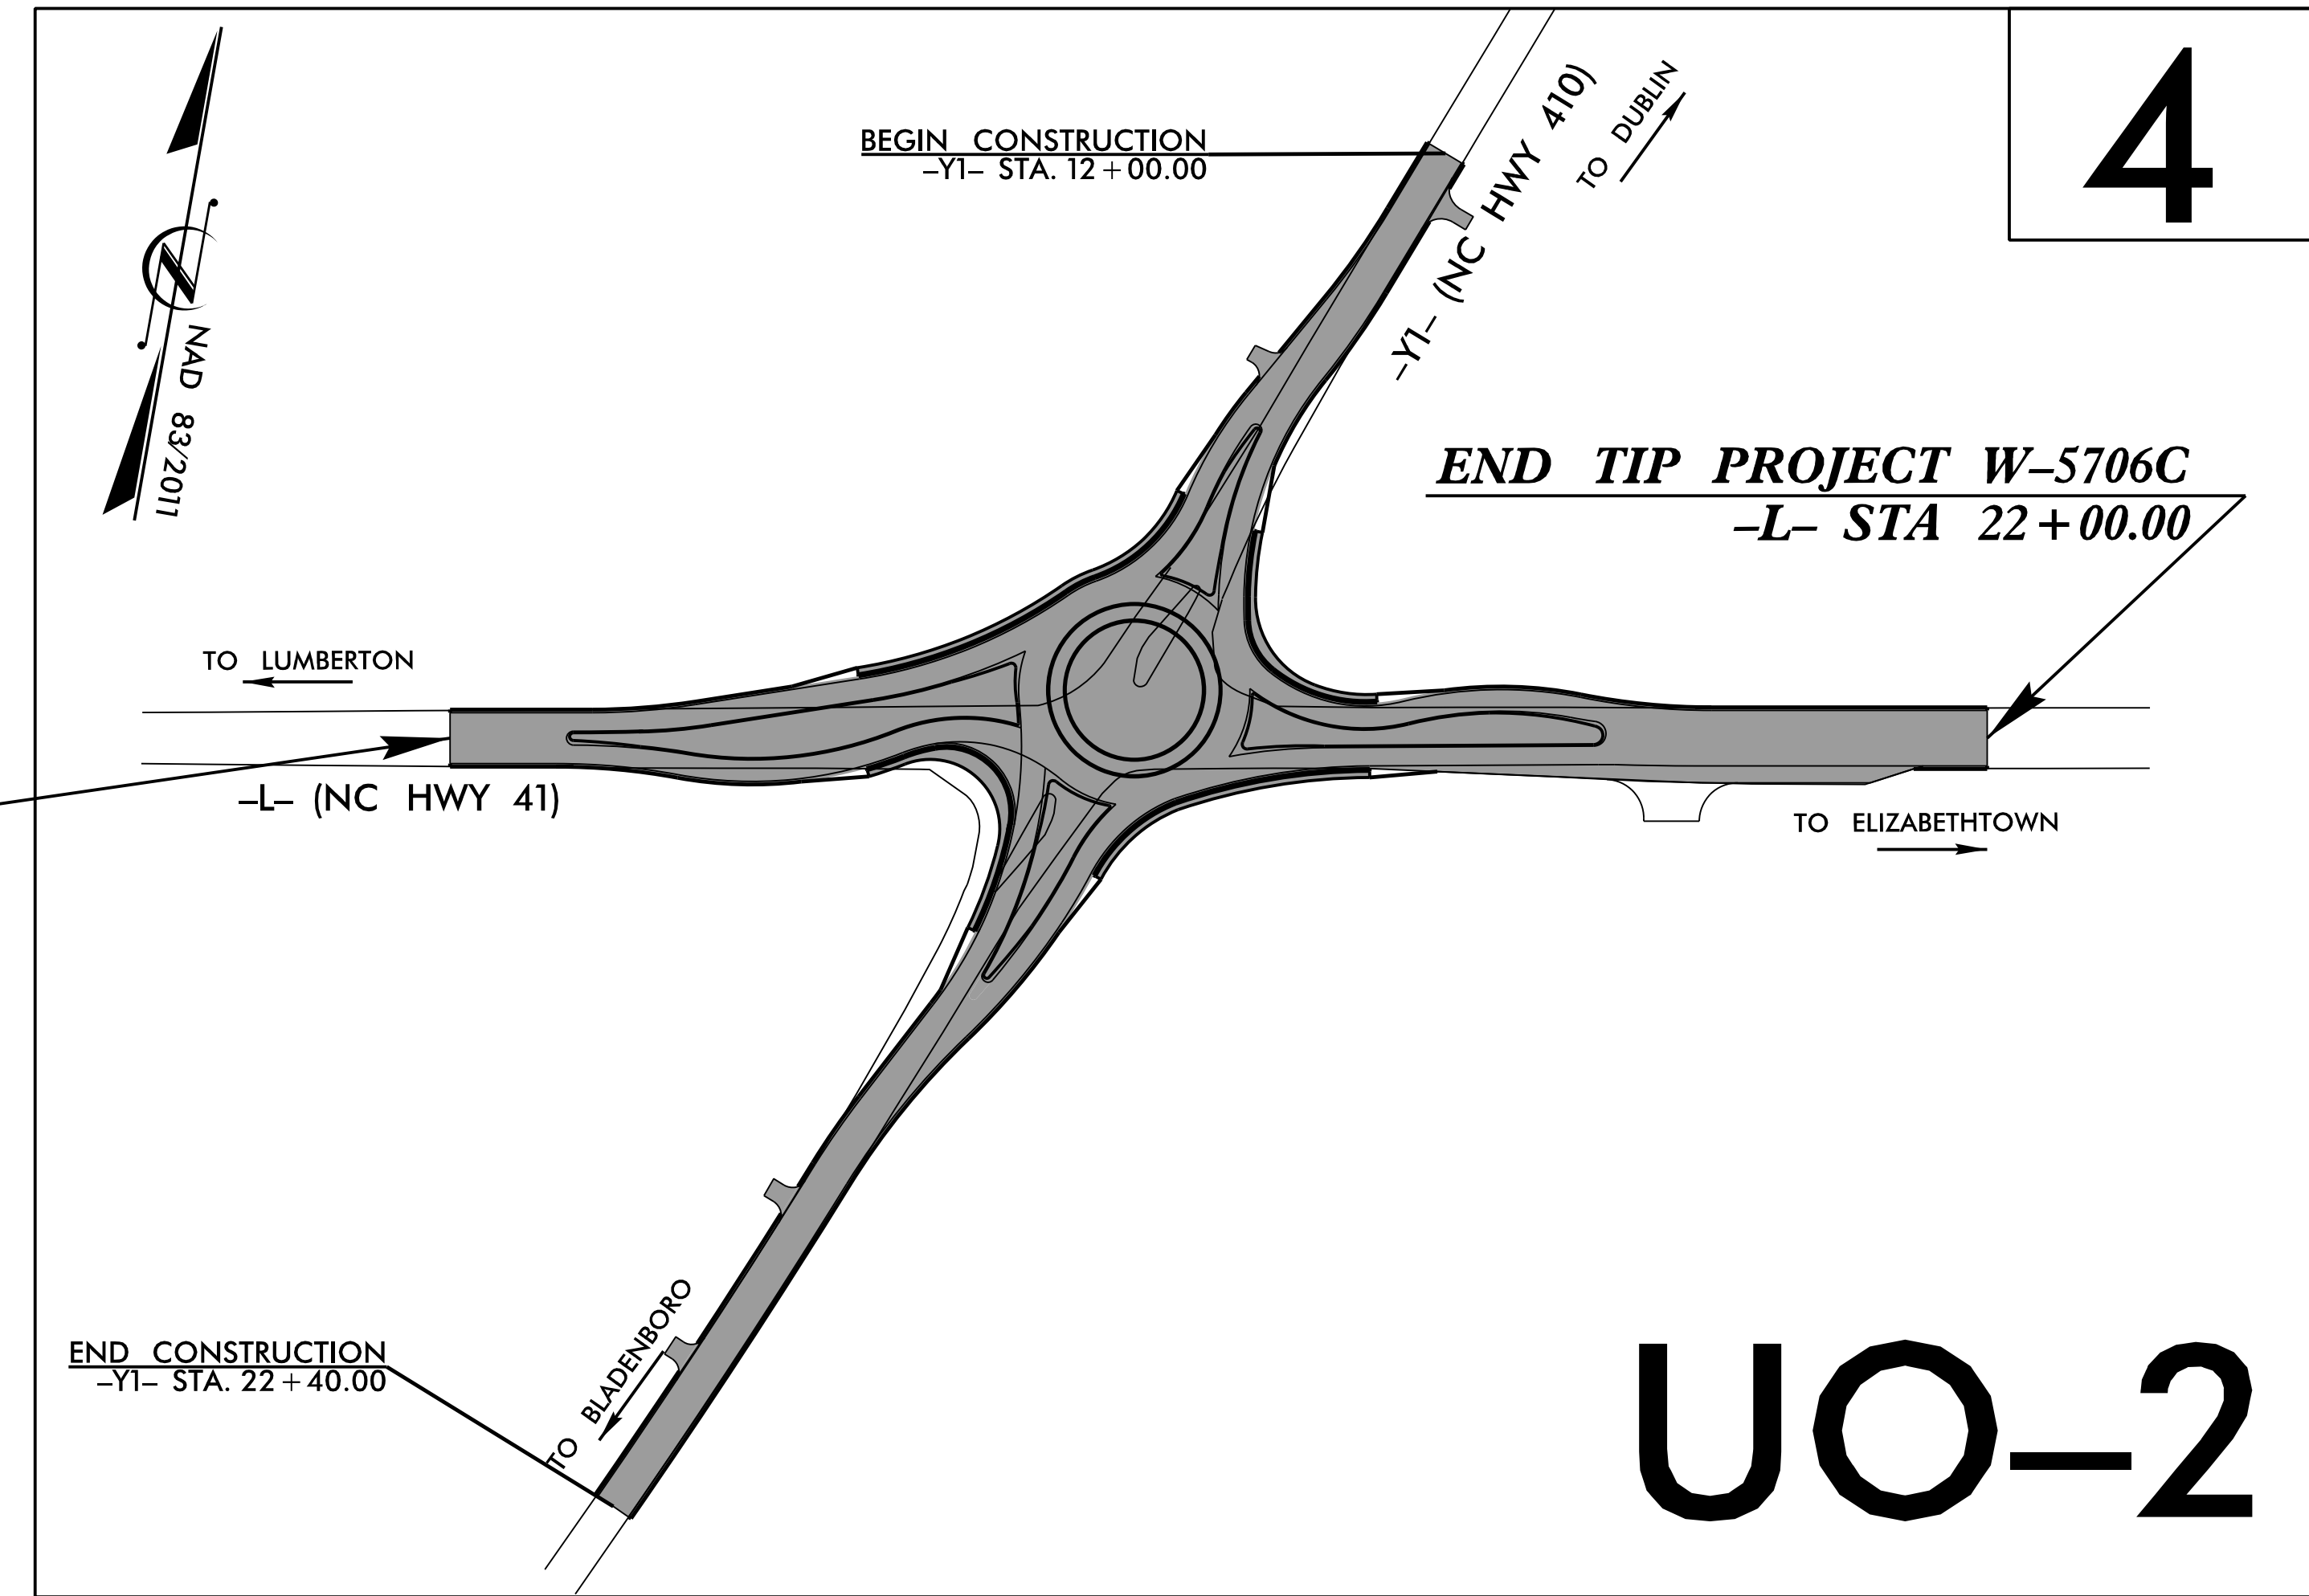 4
BEGIN CONSTRUCTION
-Y1- STA. 12+00.00
-Y1- (NC HWY 410)
TO DUBLIN
N
NAD 83/2011
END TIP PROJECT W-5706C
-L- STA 22+00.00
TO LUMBERTON
-L- (NC HWY 41)
TO ELIZABETHTOWN
TO BLADENBORO
END CONSTRUCTION
-Y1- STA. 22+40.00
UO-2